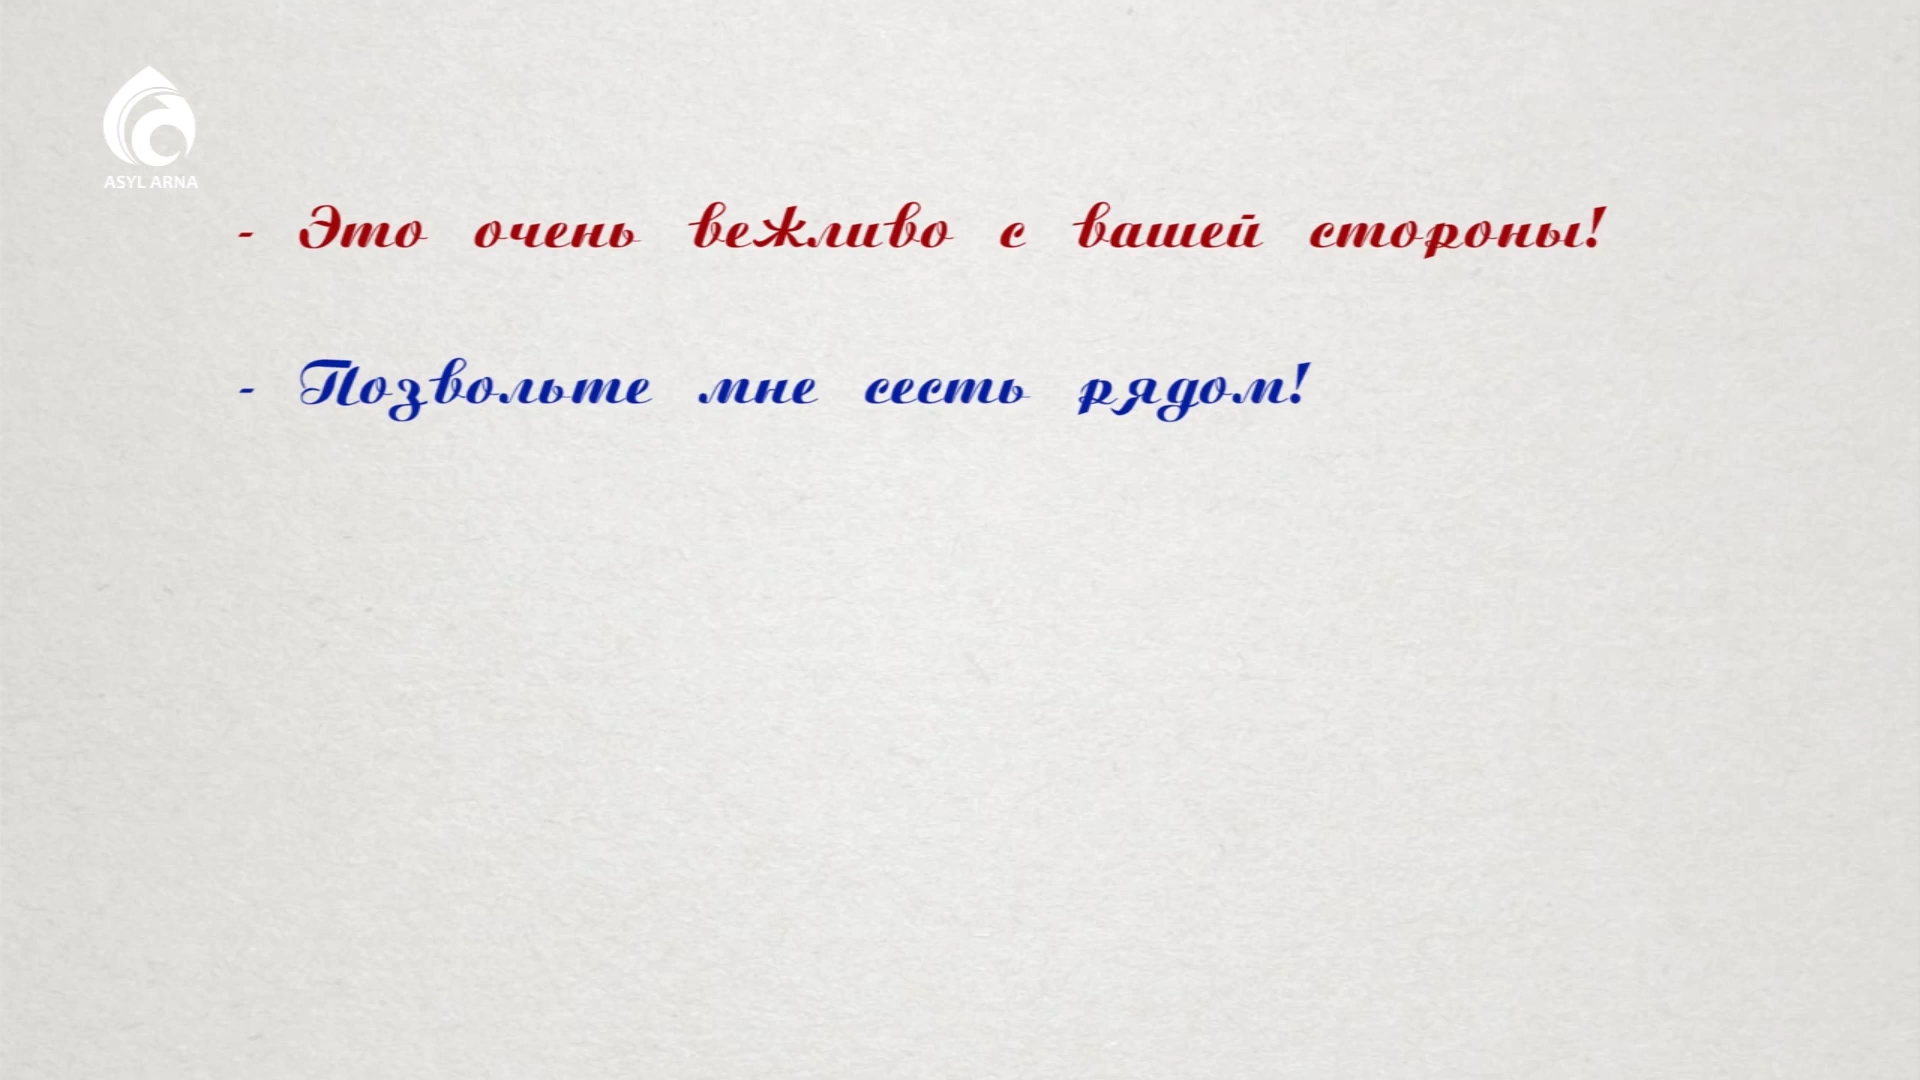 ASYL ARNA
- Это очень вежливо с вашей стороны!
- Позвольте мне сесть рядом!